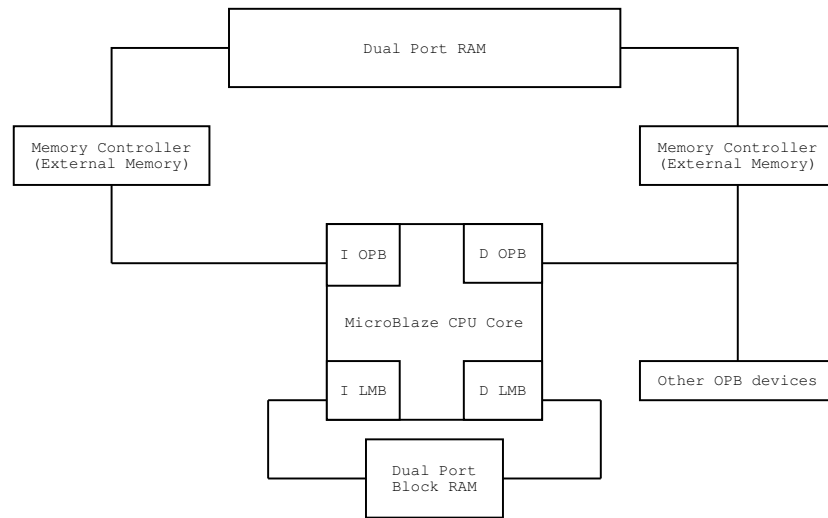 Dual Port RAM
Memory Controller
(External Memory)
Memory Controller
(External Memory)
I OPB
D OPB
MicroBlaze CPU Core
I LMB
D LMB
Other OPB devices
Dual Port
Block RAM